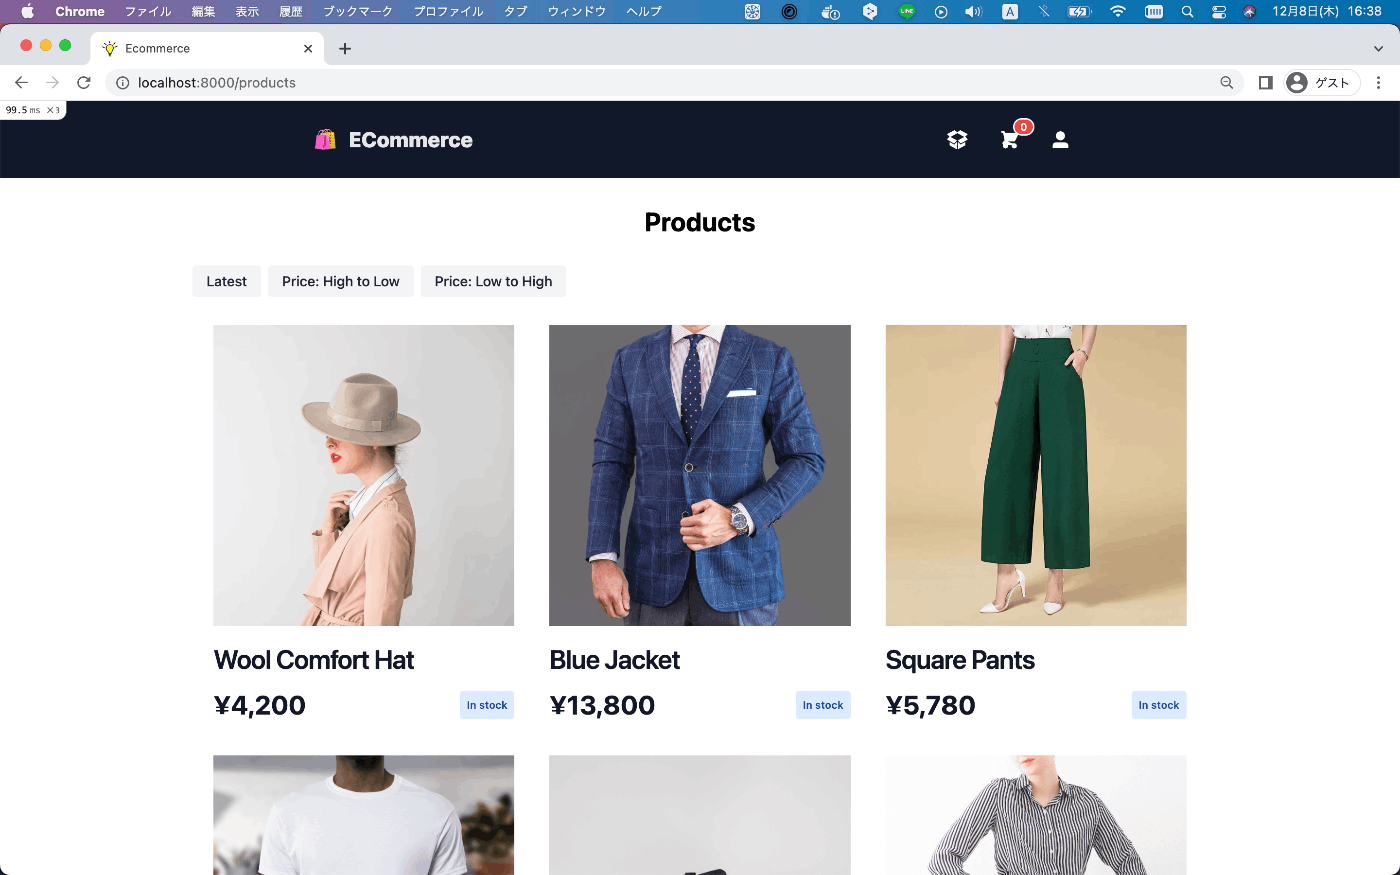 Chrome ファイル 編集 表示 履歴 ブックマーク プロファイル タブ ウィンドウ ヘルプ LINE A 12月8日(木) 16:38
Ecommerce
localhost:8000/products ゲスト
99.5 ms ×3
ECommerce 0
Products
Latest Price: High to Low Price: Low to High
Wool Comfort Hat Blue Jacket Square Pants
¥4,200 In stock ¥13,800 In stock ¥5,780 In stock